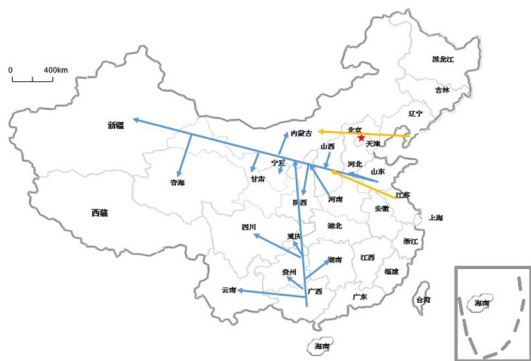 黑龙江
吉林
辽宁
0 400km
新疆
内蒙古
北京
天津
山西
河北
宁夏
山东
甘肃
青海
陕西
河南
江苏
安徽
西藏
上海
四川
重庆
湖北
浙江
湖南
江西
贵州
福建
云南
广西
广东
台湾
海南
海南